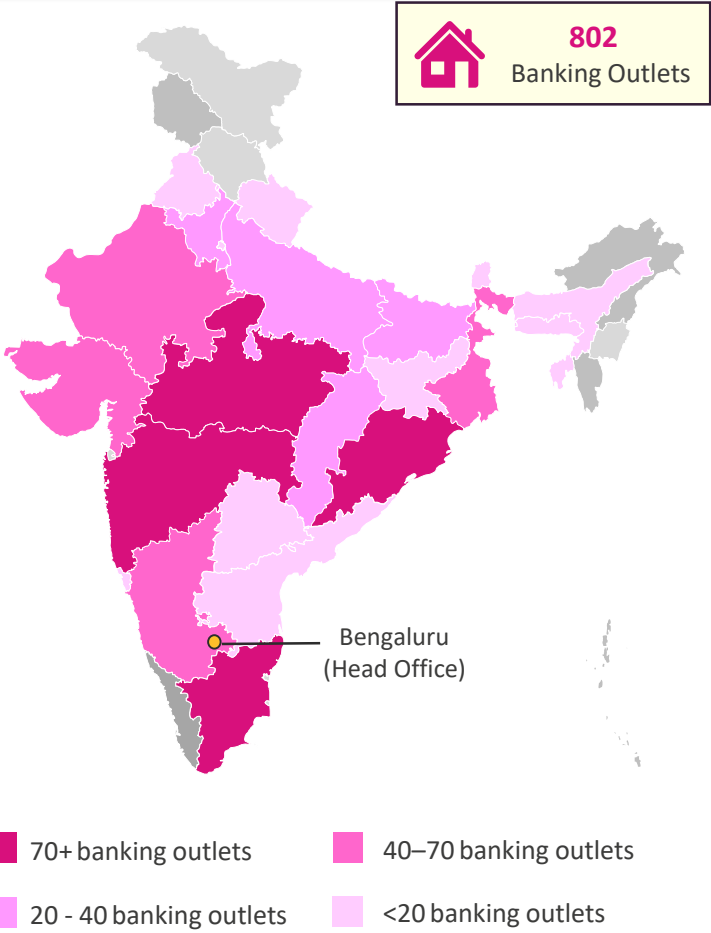 802
Banking Outlets
Bengaluru
(Head Office)
70+ banking outlets
40–70 banking outlets
20 - 40 banking outlets
<20 banking outlets